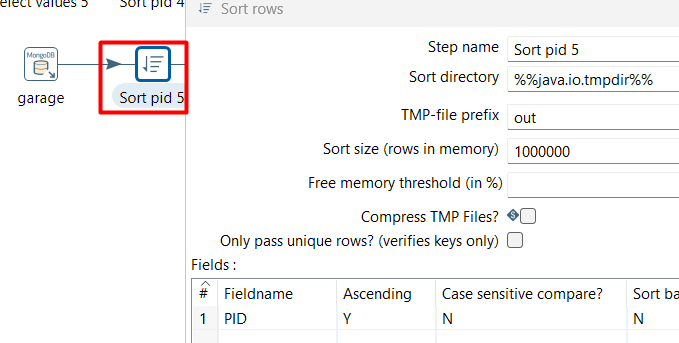 elect values 5
Sort pid 4
Sort rows
MongoDB
garage
Sort pid 5
Step name Sort pid 5
Sort directory %%java.io.tmpdir%%
TMP-file prefix out
Sort size (rows in memory) 1000000
Free memory threshold (in %)
Compress TMP Files? S
Only pass unique rows? (verifies keys only)
Fields :
# Fieldname Ascending Case sensitive compare? Sort ba
1 PID Y N N